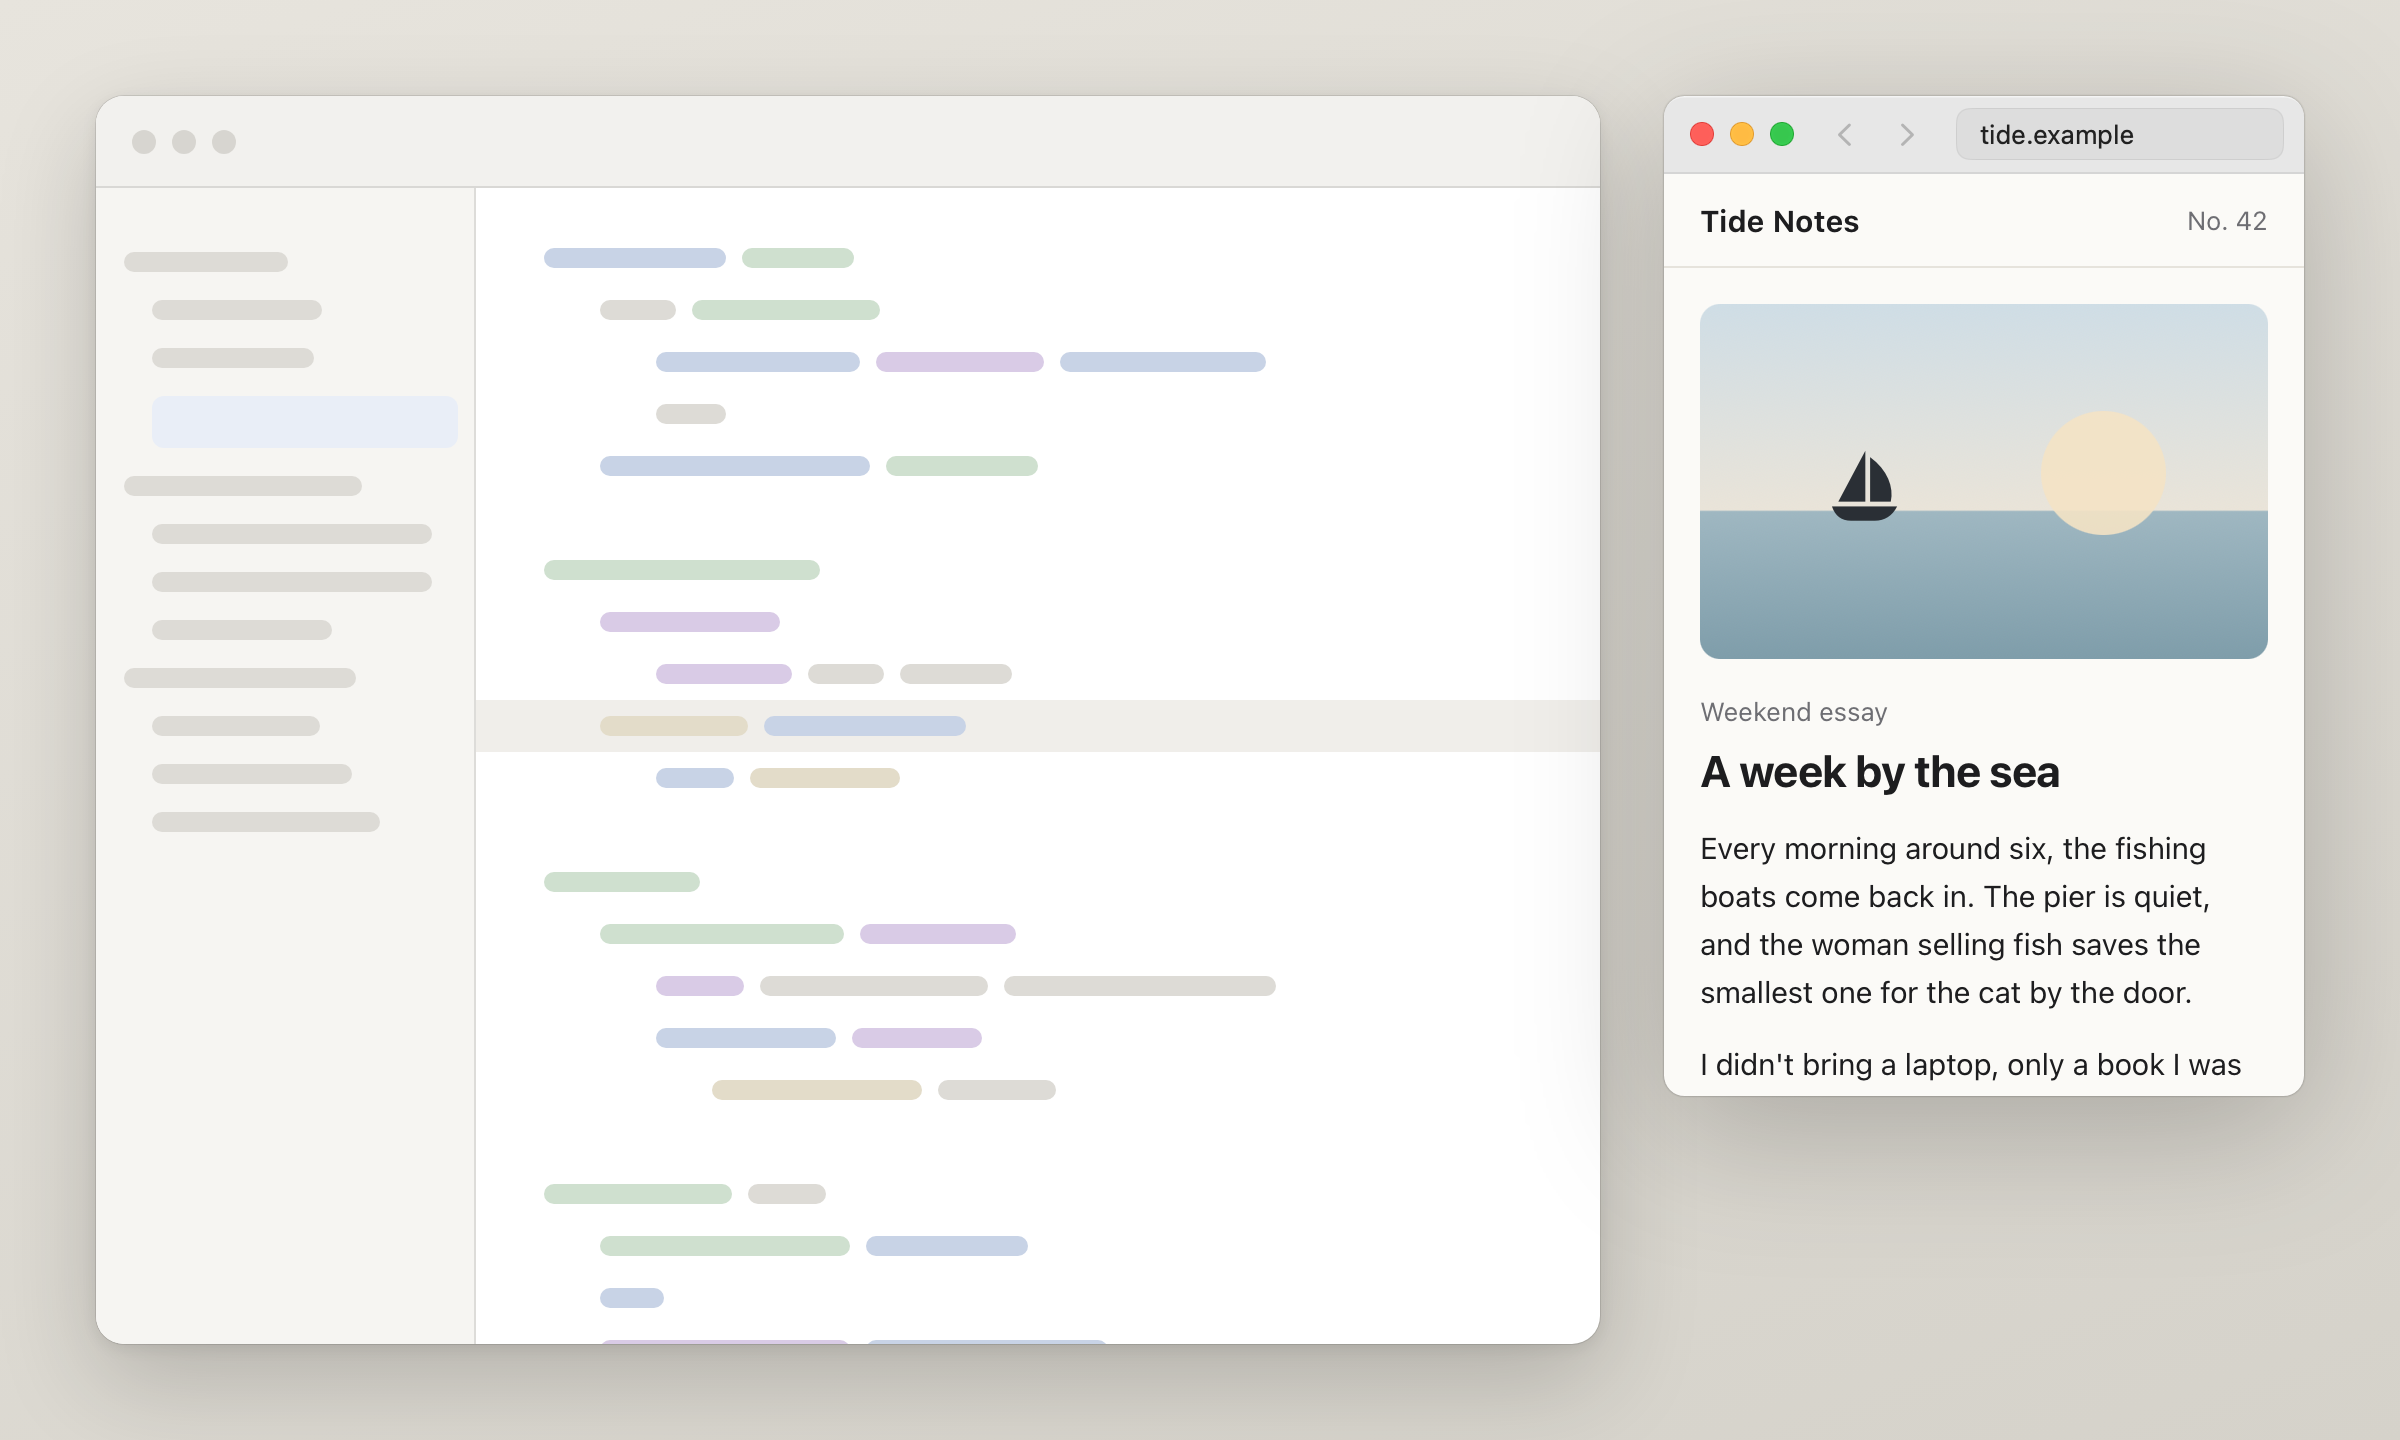 tide.example
Tide Notes
No. 42
Weekend essay
A week by the sea
Every morning around six, the fishing
boats come back in. The pier is quiet,
and the woman selling fish saves the
smallest one for the cat by the door.
I didn't bring a laptop, only a book I was